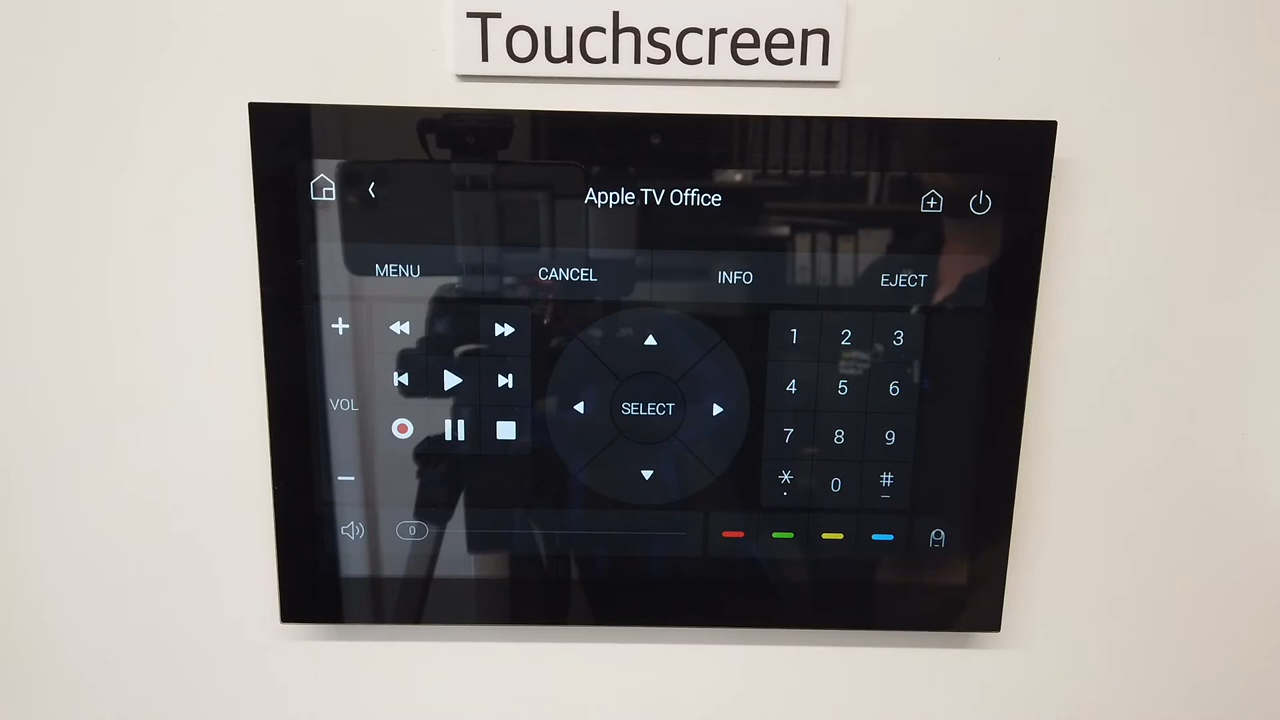 Touchscreen
Apple TV Office
MENU CANCEL INFO EJECT
+ 1 2 3
VOL 4 5 6
SELECT
7 8 9
- * 0 #
0